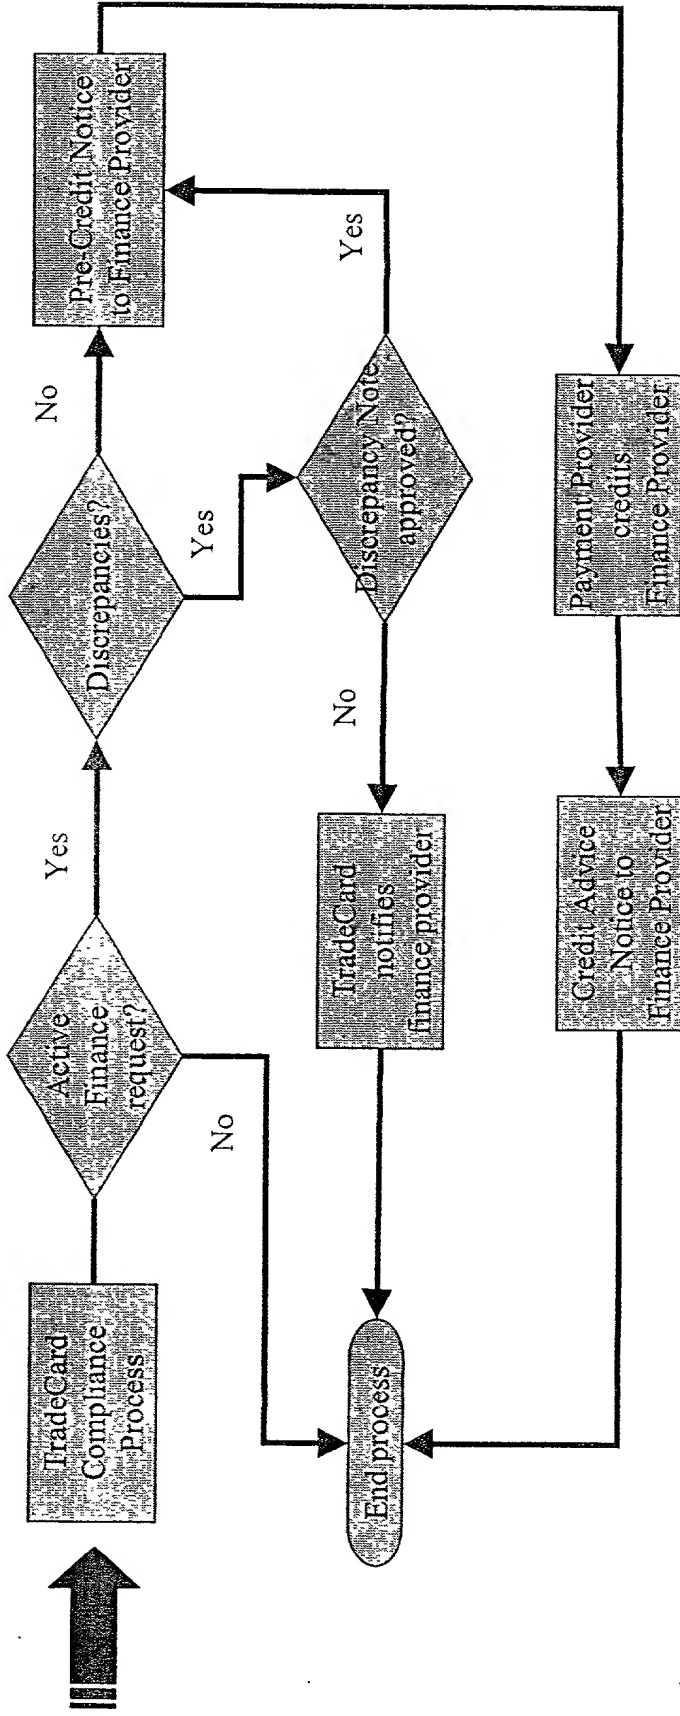 TradeCard
Compliance
Process
Active
Finance
request?
Yes
No
Discrepancies?
No
Yes
Pre-Credit Notice
to Finance Provider
Discrepancy Note
approved?
Yes
No
TradeCard
notifies
finance provider
End process
Payment Provider
credits
Finance Provider
Credit Advice
Notice to
Finance Provider